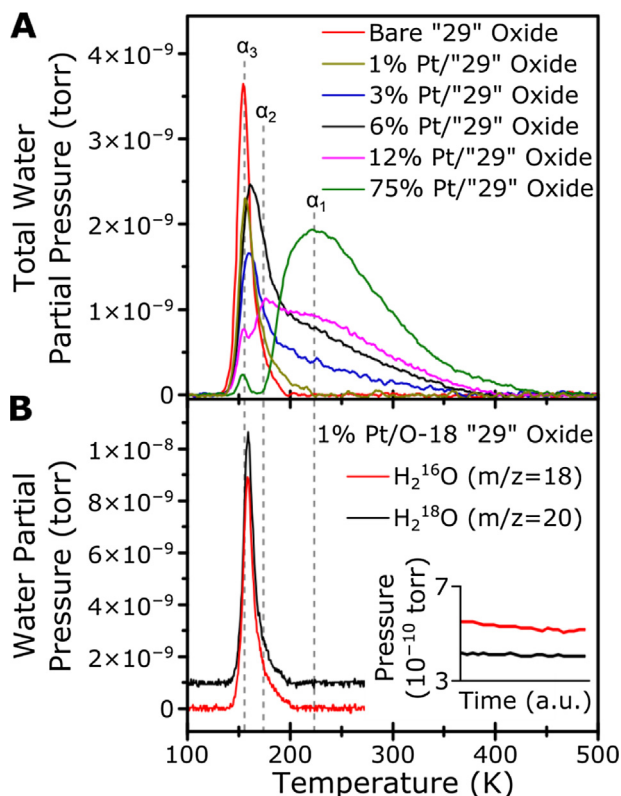 A
α₃
α₂
α₁
Bare "29" Oxide
1% Pt/"29" Oxide
3% Pt/"29" Oxide
6% Pt/"29" Oxide
12% Pt/"29" Oxide
75% Pt/"29" Oxide
Total Water
Partial Pressure (torr)
4×10⁻⁹
3×10⁻⁹
2×10⁻⁹
1×10⁻⁹
0
B
1% Pt/O-18 "29" Oxide
H₂¹⁶O (m/z=18)
H₂¹⁸O (m/z=20)
Water Partial
Pressure (torr)
1×10⁻⁸
8×10⁻⁹
6×10⁻⁹
4×10⁻⁹
2×10⁻⁹
0
Pressure
(10⁻¹⁰ torr)
7
3
Time (a.u.)
100 200 300 400 500
Temperature (K)